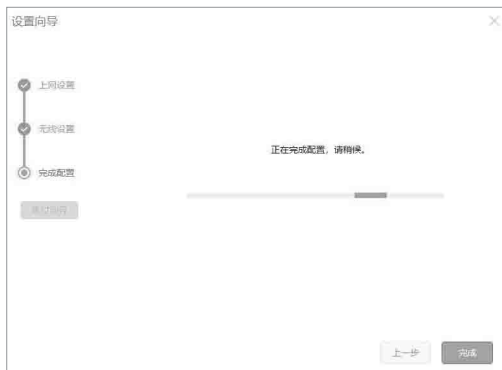 设置向导
上网设置
无线设置
完成配置
正在完成配置，请稍候。
上一步
完成